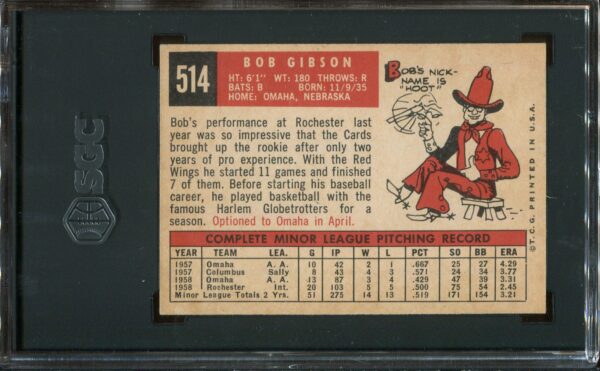 SGC
514
BOB GIBSON
HT: 6'1" WT: 180 THROWS: R
BATS: B BORN: 11/9/35
HOME: OMAHA, NEBRASKA
Bob's performance at Rochester last
year was so impressive that the Cards
brought up the rookie after only two
years of pro experience. With the Red
Wings he started 11 games and finished
7 of them. Before starting his baseball
career, he played basketball with the
famous Harlem Globetrotters for a
season. Optioned to Omaha in April.
BOB'S NICK-
NAME IS
"HOOT"
©T.C.G. PRINTED IN U.S.A.
COMPLETE MINOR LEAGUE PITCHING RECORD
YEAR TEAM LEA. G IP W L PCT SO BB ERA
1957 Omaha A. A. 10 42 2 1 .667 25 27 4.29
1957 Columbus Sally 8 43 4 3 .571 24 34 3.77
1958 Omaha A. A. 13 87 3 4 51 39
1958 Rochester Int. 20 103 5 5 .500 75 54
Minor League Totals 2 Yrs. 51 275 14 13 .519 171 154 3.21